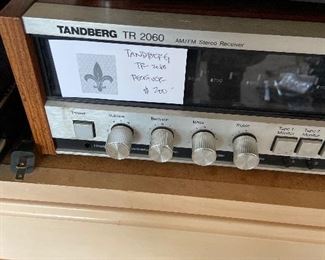 TANDBERG TR 2060
AM/FM Stereo Receiver
TANDBERG
TR 2060
RECEIVER
$ 200
Power
Volume
Balance
Bass
Treble
Tape 1
Monitor
Tape 2
Monitor